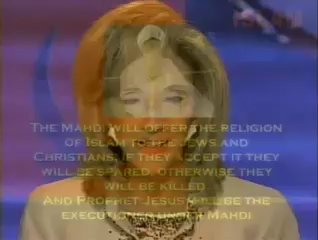 The Mahdi will offer the religion
of Islam to the Jews and
Christians; if they accept it they
will be spared, otherwise they
will be killed
And Prophet Jesus will be the
executioner under Mahdi